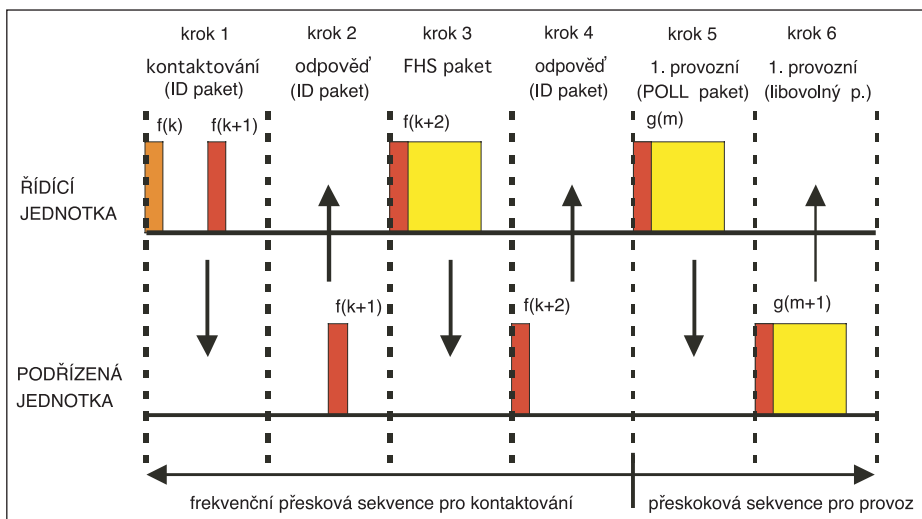 krok 1
krok 2
krok 3
krok 4
krok 5
krok 6
kontaktování
(ID paket)
odpověď
(ID paket)
FHS paket
odpověď
(ID paket)
1. provozní
(POLL paket)
1. provozní
(libovolný p.)
f(k)
f(k+1)
f(k+2)
g(m)
ŘÍDÍCÍ
JEDNOTKA
f(k+1)
f(k+2)
g(m+1)
PODŘÍZENÁ
JEDNOTKA
frekvenční přesková sekvence pro kontaktování
přeskoková sekvence pro provoz